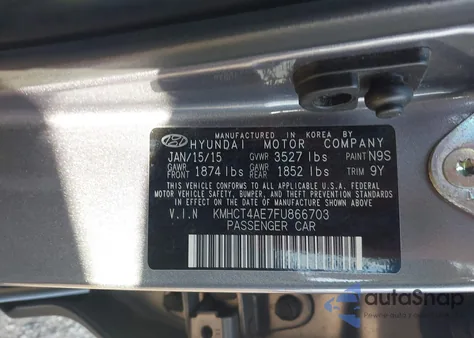 MANUFACTURED IN KOREA BY
HYUNDAI MOTOR COMPANY
JAN/15/15 GVWR 3527 lbs PAINT N9S
GAWR FRONT 1874 lbs GAWR REAR 1852 lbs TRIM 9Y
THIS VEHICLE CONFORMS TO ALL APPLICABLE
U.S. FEDERAL MOTOR VEHICLE SAFETY, BUMPER,
AND THEFT PREVENTION STANDARDS IN EFFECT ON
THE DATE OF MANUFACTURE SHOWN ABOVE.
V.I.N KMHCT4AE7FU866703
PASSENGER CAR
autoSnap